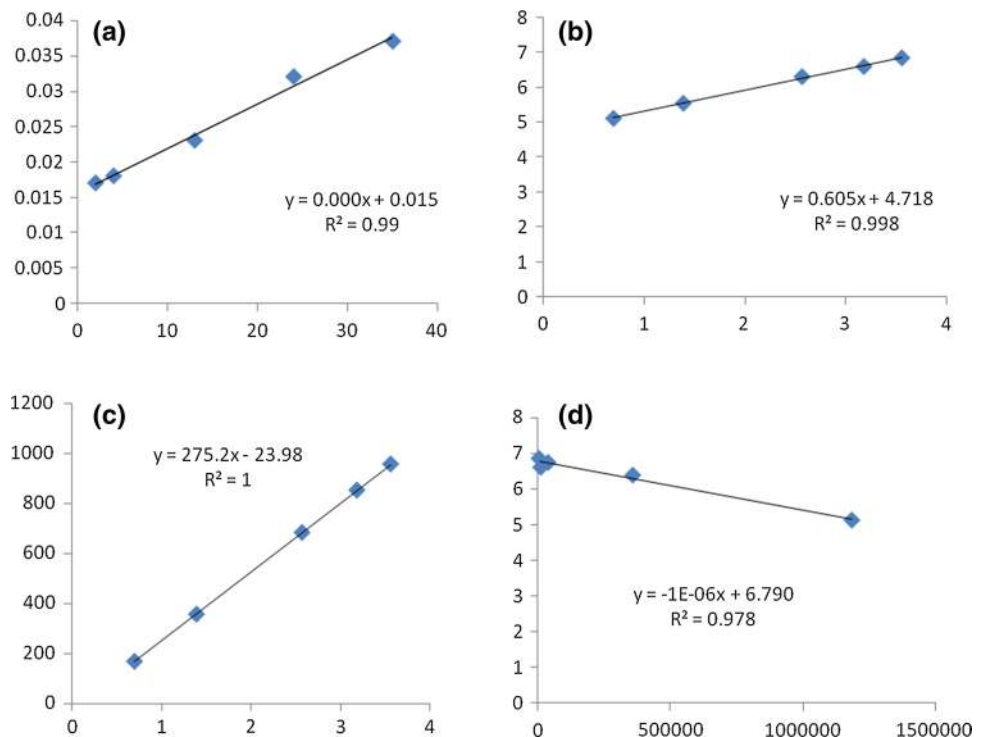 (a)
0.04
0.035
0.03
0.025
0.02
0.015
0.01
0.005
0
0 10 20 30 40
y = 0.000x + 0.015
R² = 0.99
(b)
8
7
6
5
4
3
2
1
0
0 1 2 3 4
y = 0.605x + 4.718
R² = 0.998
(c)
1200
1000
800
600
400
200
0
0 1 2 3 4
y = 275.2x - 23.98
R² = 1
(d)
8
7
6
5
4
3
2
1
0
0 500000 1000000 1500000
y = -1E-06x + 6.790
R² = 0.978